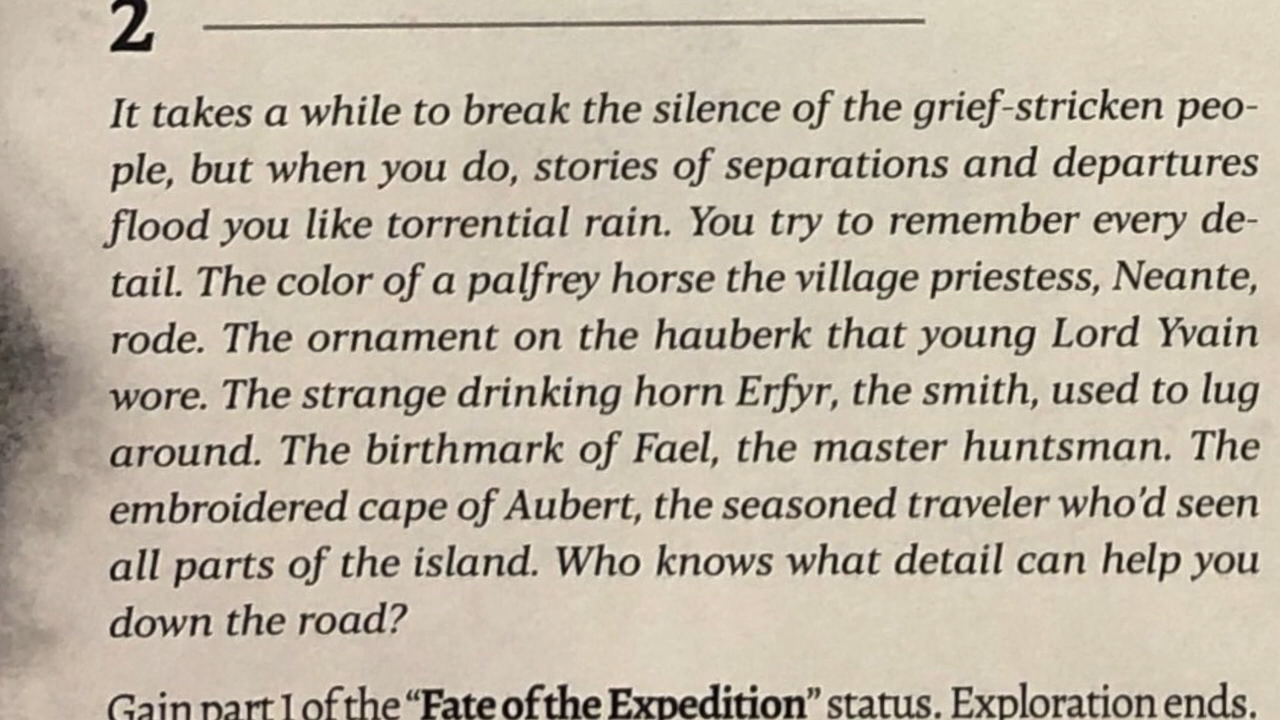 2
It takes a while to break the silence of the grief-stricken peo-
ple, but when you do, stories of separations and departures
flood you like torrential rain. You try to remember every de-
tail. The color of a palfrey horse the village priestess, Neante,
rode. The ornament on the hauberk that young Lord Yvain
wore. The strange drinking horn Erfyr, the smith, used to lug
around. The birthmark of Fael, the master huntsman. The
embroidered cape of Aubert, the seasoned traveler who’d seen
all parts of the island. Who knows what detail can help you
down the road?
Gain part 1 of the “Fate of the Expedition” status. Exploration ends.